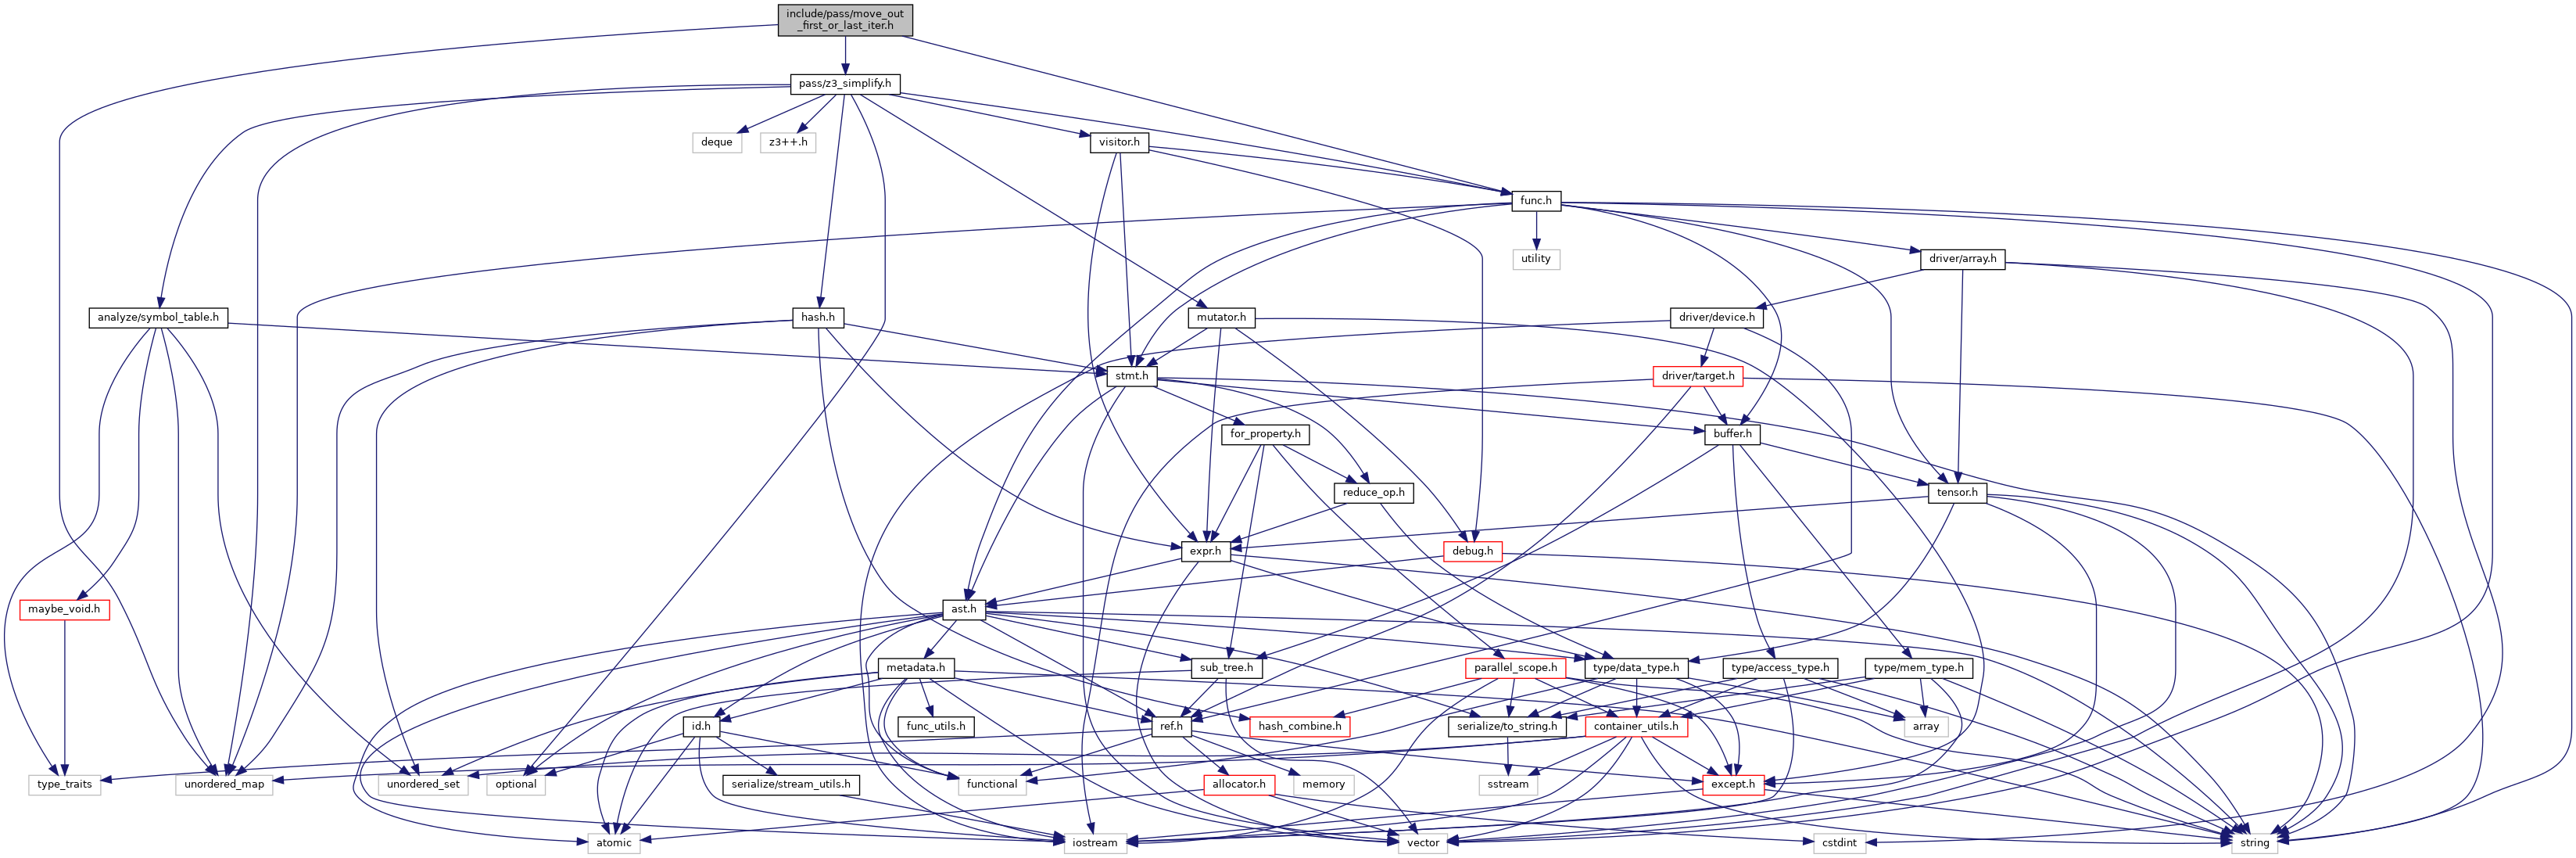 include/pass/move_out
_first_or_last_iter.h
pass/z3_simplify.h
deque
z3++.h
visitor.h
func.h
utility
driver/array.h
analyze/symbol_table.h
hash.h
mutator.h
driver/device.h
stmt.h
driver/target.h
for_property.h
buffer.h
reduce_op.h
tensor.h
expr.h
debug.h
maybe_void.h
ast.h
metadata.h
sub_tree.h
parallel_scope.h
type/data_type.h
type/access_type.h
type/mem_type.h
id.h
func_utils.h
ref.h
hash_combine.h
serialize/to_string.h
container_utils.h
array
type_traits
unordered_map
unordered_set
optional
serialize/stream_utils.h
functional
allocator.h
memory
sstream
except.h
atomic
iostream
vector
cstdint
string